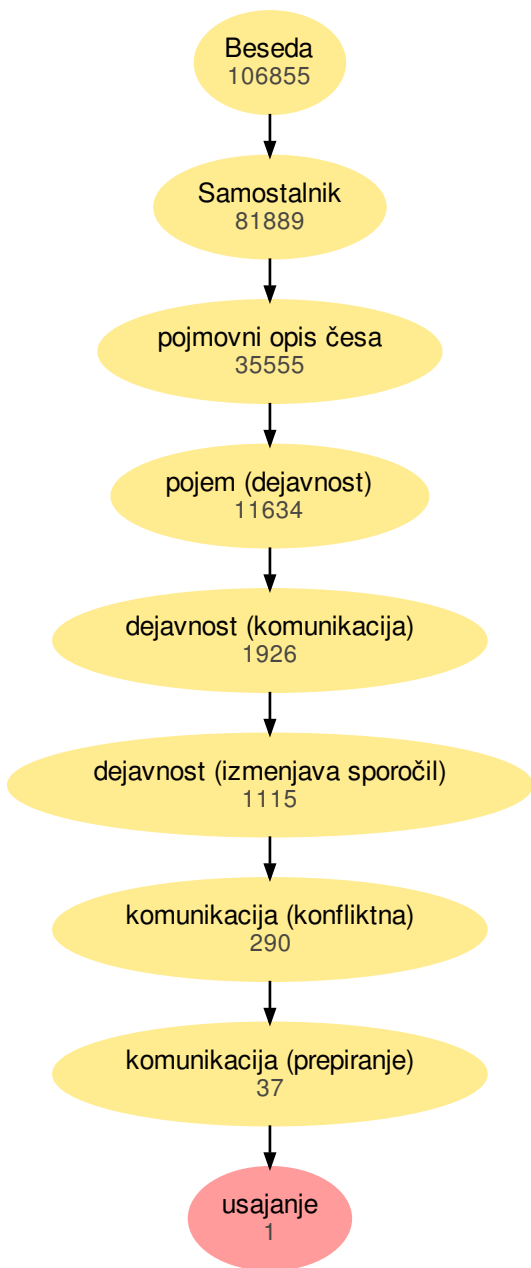 Beseda
106855
Samostalnik
81889
pojmovni opis česa
35555
pojem (dejavnost)
11634
dejavnost (komunikacija)
1926
dejavnost (izmenjava sporočil)
1115
komunikacija (konfliktna)
290
komunikacija (prepiranje)
37
usajanje
1